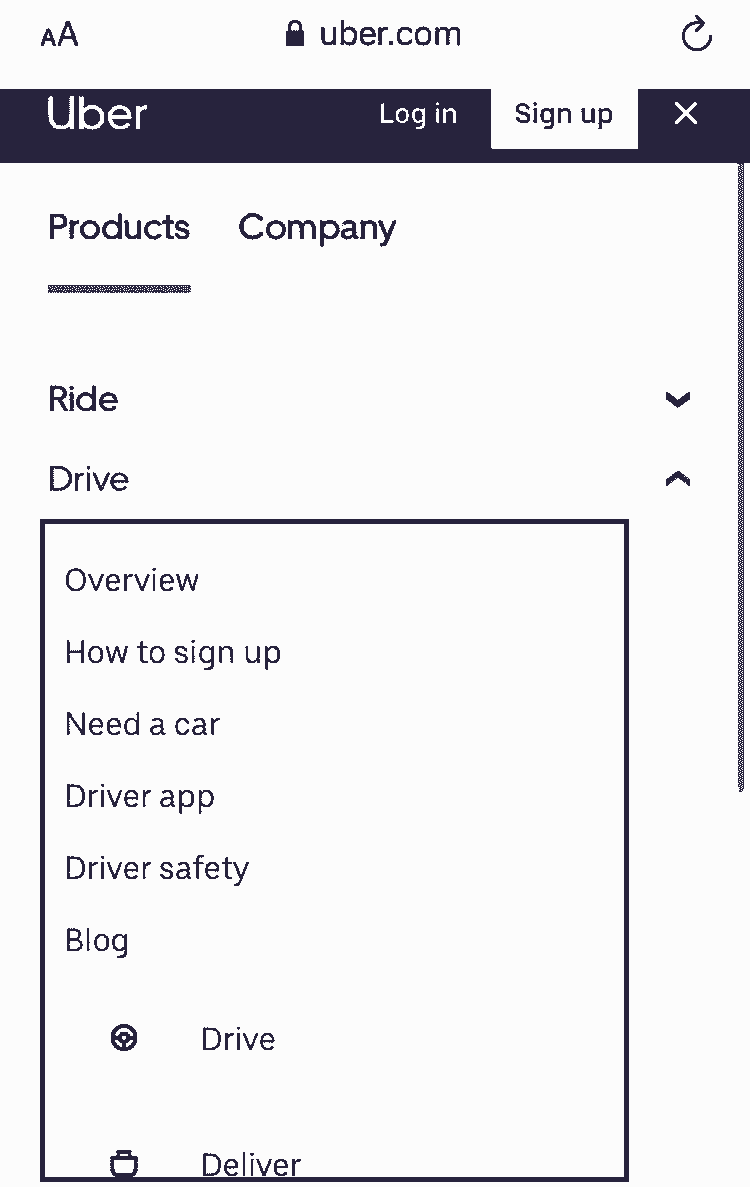 AA uber.com
Uber Log in Sign up
Products Company
Ride
Drive
Overview
How to sign up
Need a car
Driver app
Driver safety
Blog
Drive
Deliver